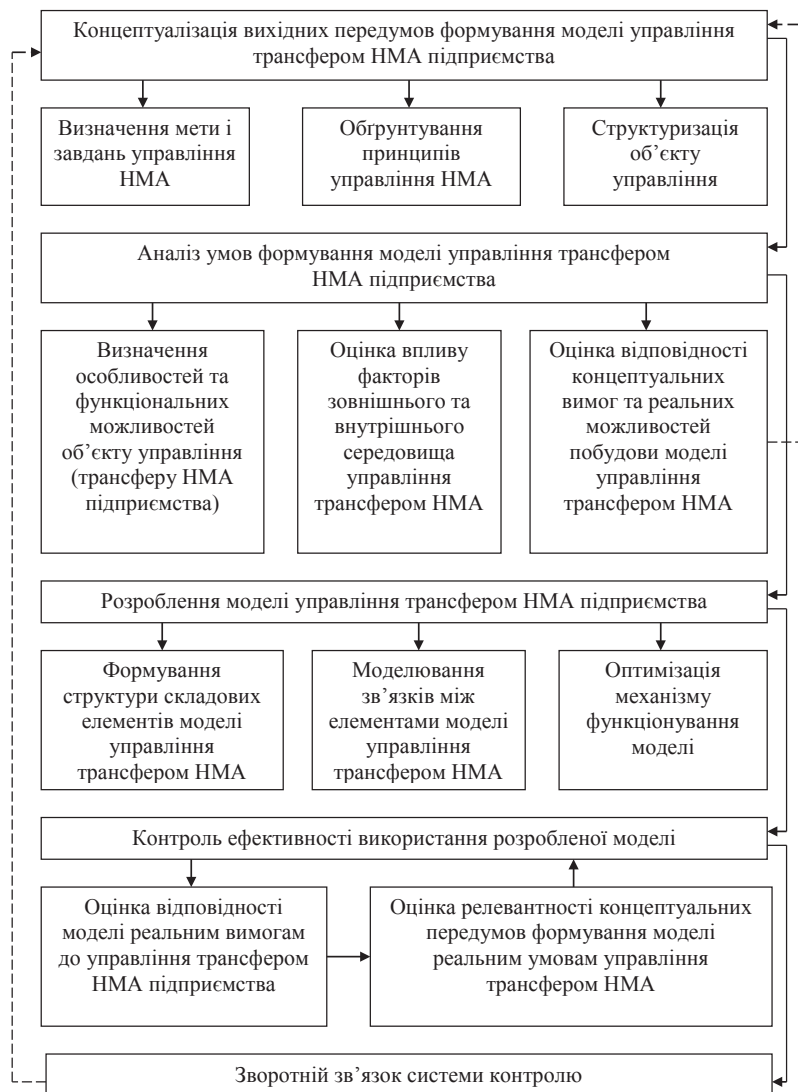 Концептуалізація вихідних передумов формування моделі управління
трансфером НМА підприємства
Визначення мети і
завдань управління
НМА
Обґрунтування
принципів
управління НМА
Структуризація
об’єкту
управління
Аналіз умов формування моделі управління трансфером
НМА підприємства
Визначення
особливостей та
функціональних
можливостей
об’єкту управління
(трансферу НМА
підприємства)
Оцінка впливу
факторів
зовнішнього та
внутрішнього
середовища
управління
трансфером НМА
Оцінка відповідності
концептуальних
вимог та реальних
можливостей
побудови моделі
управління
трансфером НМА
Розроблення моделі управління трансфером НМА підприємства
Формування
структури складових
елементів моделі
управління
трансфером НМА
Моделювання
зв’язків між
елементами моделі
управління
трансфером НМА
Оптимізація
механізму
функціонування
моделі
Контроль ефективності використання розробленої моделі
Оцінка відповідності
моделі реальним вимогам
до управління трансфером
НМА підприємства
Оцінка релевантності концептуальних
передумов формування моделі
реальним умовам управління
трансфером НМА
Зворотній зв’язок системи контролю